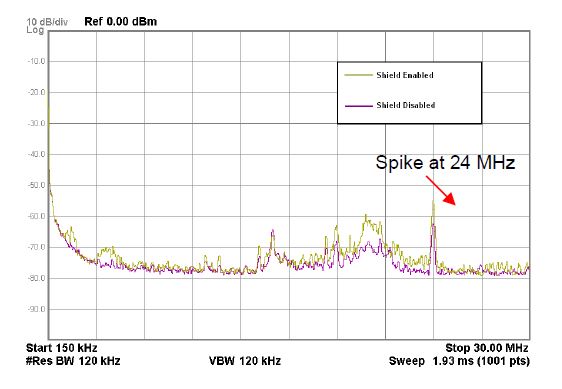 10 dB/div Ref 0.00 dBm
Log
-10.0
-20.0
-30.0
-40.0
-50.0
-60.0
-70.0
-80.0
-90.0
Shield Enabled
Shield Disabled
Spike at 24 MHz
Start 150 kHz Stop 30.00 MHz
#Res BW 120 kHz VBW 120 kHz Sweep 1.93 ms (1001 pts)